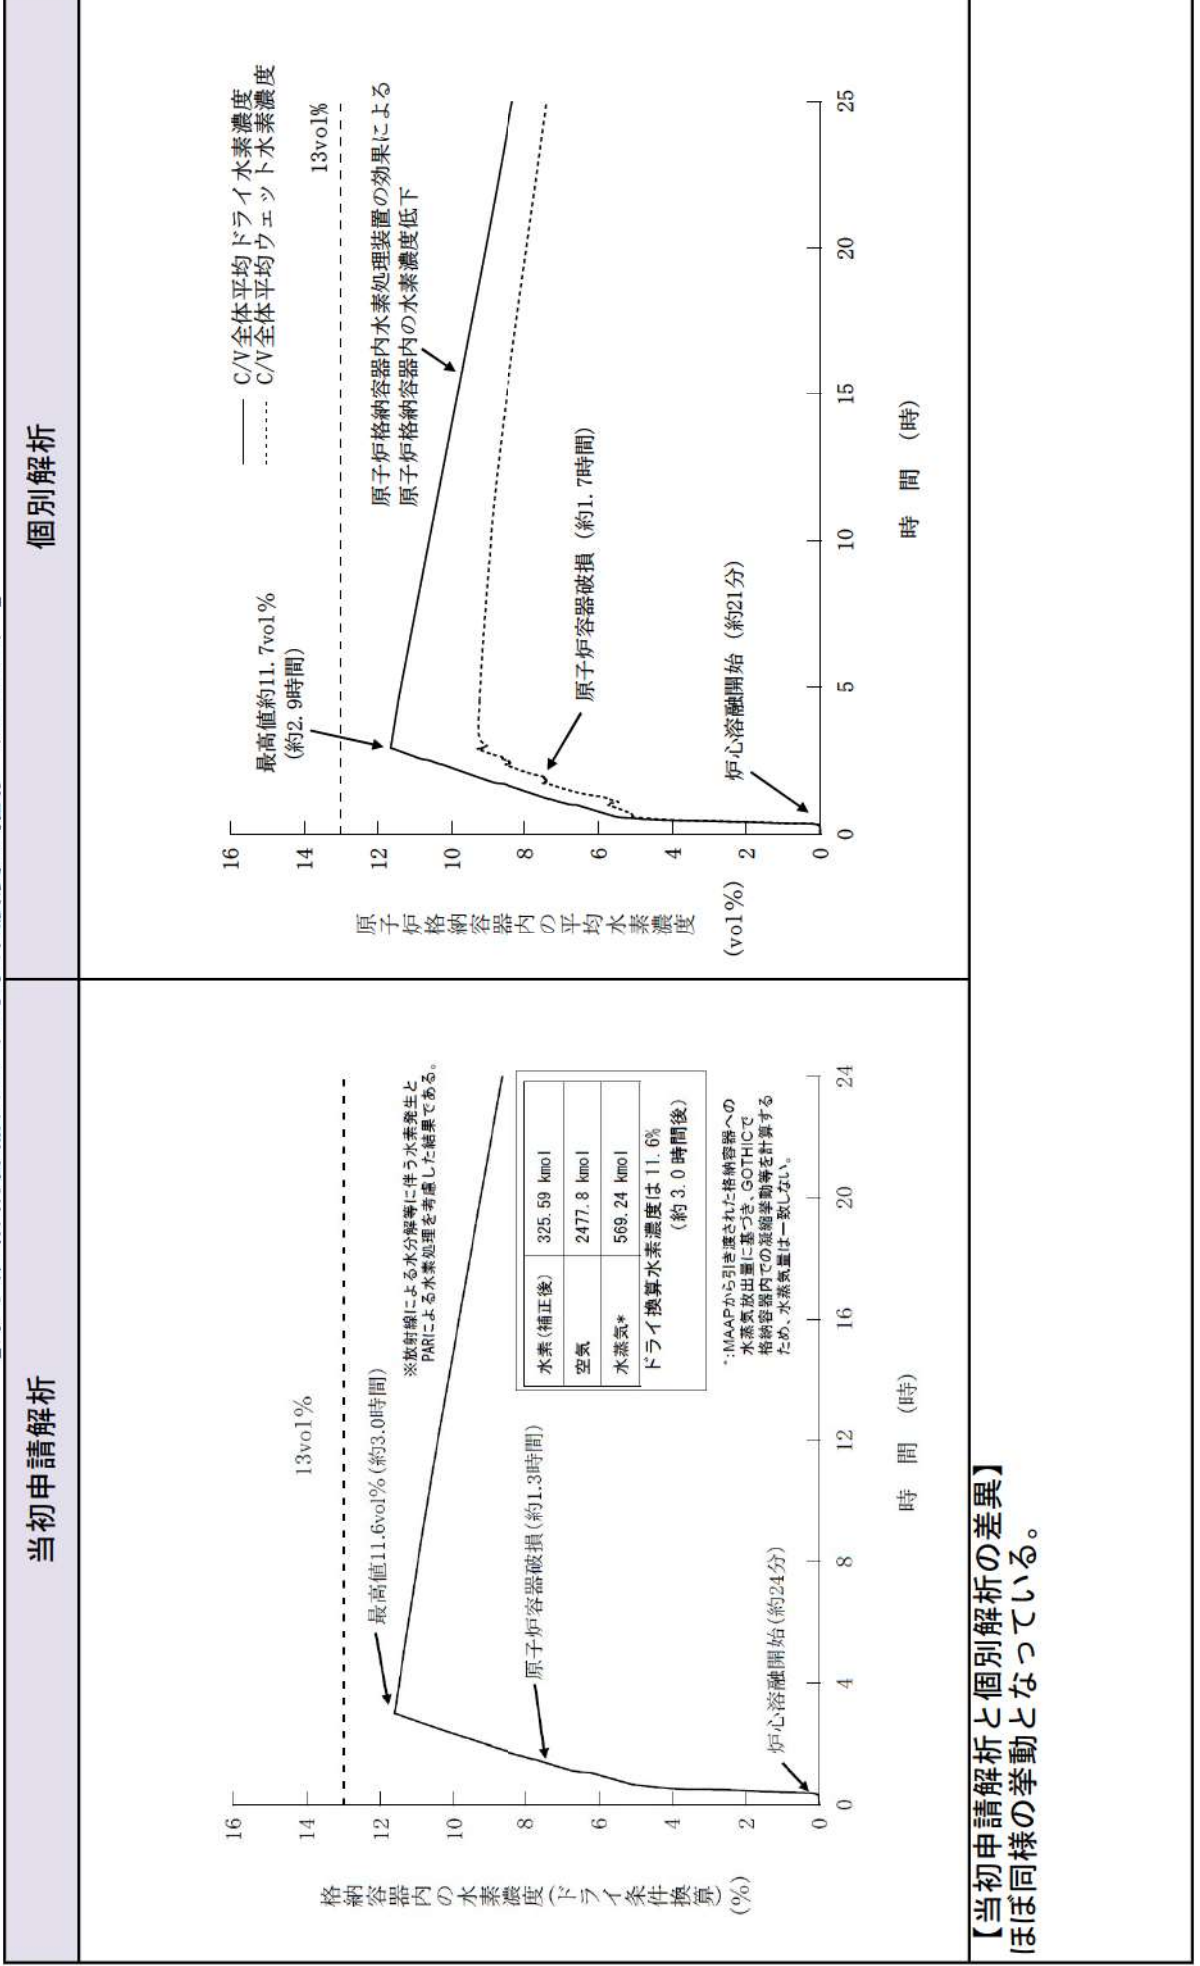 当初申請解析
個別解析
格納容器内の水素濃度(ドライ条件換算)
(%)
16
14
12
10
8
6
4
2
0
13vol%
最高値11.6vol%(約3.0時間)
※放射線による水分解等に伴う水素発生と
PARによる水素処理を考慮した結果である。
原子炉容器破損(約1.3時間)
水素(補正後) 325.59 kmol
空気 2477.8 kmol
水蒸気* 569.24 kmol
ドライ換算水素濃度は 11.6%
(約 3.0 時間後)
炉心溶融開始(約24分)
*:MAAPから引き渡された格納容器への
水蒸気放出量に基づき、GOTHICで
格納容器内での凝縮挙動等を計算する
ため、水蒸気量は一致しない。
0 4 8 12 16 20 24
時 間 (時)
原子炉格納容器内の平均水素濃度
(vol%)
16
14
12
10
8
6
4
2
0
C/V全体平均ドライ水素濃度
C/V全体平均ウェット水素濃度
最高値約11.7vol%
(約2.9時間)
13vol%
原子炉格納容器内水素処理装置の効果による
原子炉格納容器内の水素濃度低下
原子炉容器破損 (約1.7時間)
炉心溶融開始 (約21分)
0 5 10 15 20 25
時 間 (時)
【当初申請解析と個別解析の差異】
ほぼ同様の挙動となっている。